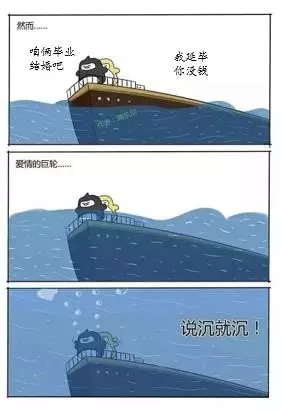 然而……
咱俩毕业
结婚吧
我延毕
你没钱
爱情的巨轮……
说沉就沉！